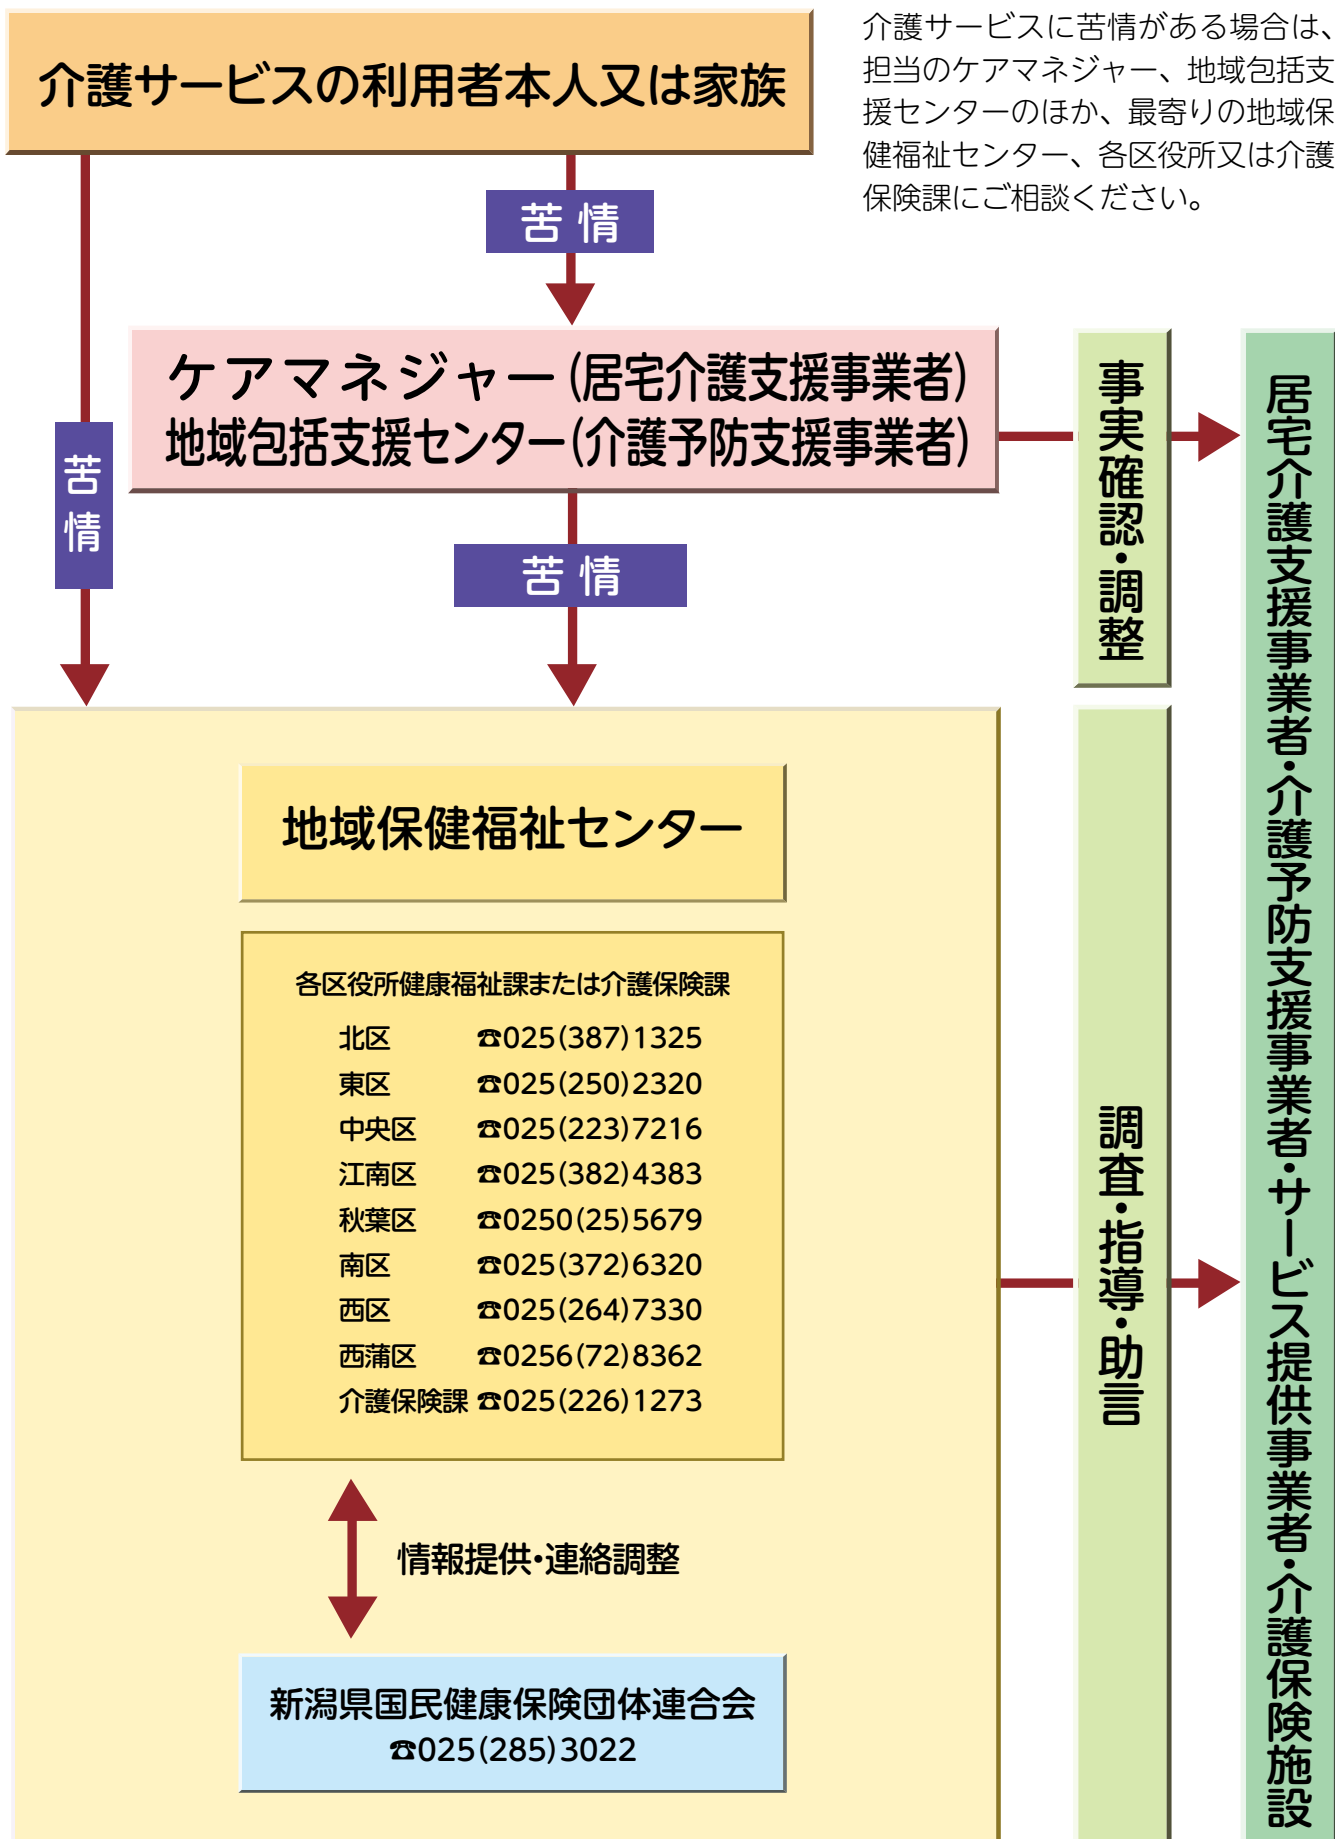 介護サービスの利用者本人又は家族
介護サービスに苦情がある場合は、
担当のケアマネジャー、地域包括支
援センターのほか、最寄りの地域保
健福祉センター、各区役所又は介護
保険課にご相談ください。
苦情
苦情
ケアマネジャー(居宅介護支援事業者)
地域包括支援センター(介護予防支援事業者)
苦情
事実確認・調整
居宅介護支援事業者・介護予防支援事業者・サービス提供事業者・介護保険施設
地域保健福祉センター
各区役所健康福祉課または介護保険課
北区 ☎025(387)1325
東区 ☎025(250)2320
中央区 ☎025(223)7216
江南区 ☎025(382)4383
秋葉区 ☎0250(25)5679
南区 ☎025(372)6320
西区 ☎025(264)7330
西蒲区 ☎0256(72)8362
介護保険課 ☎025(226)1273
調査・指導・助言
情報提供・連絡調整
新潟県国民健康保険団体連合会
☎025(285)3022